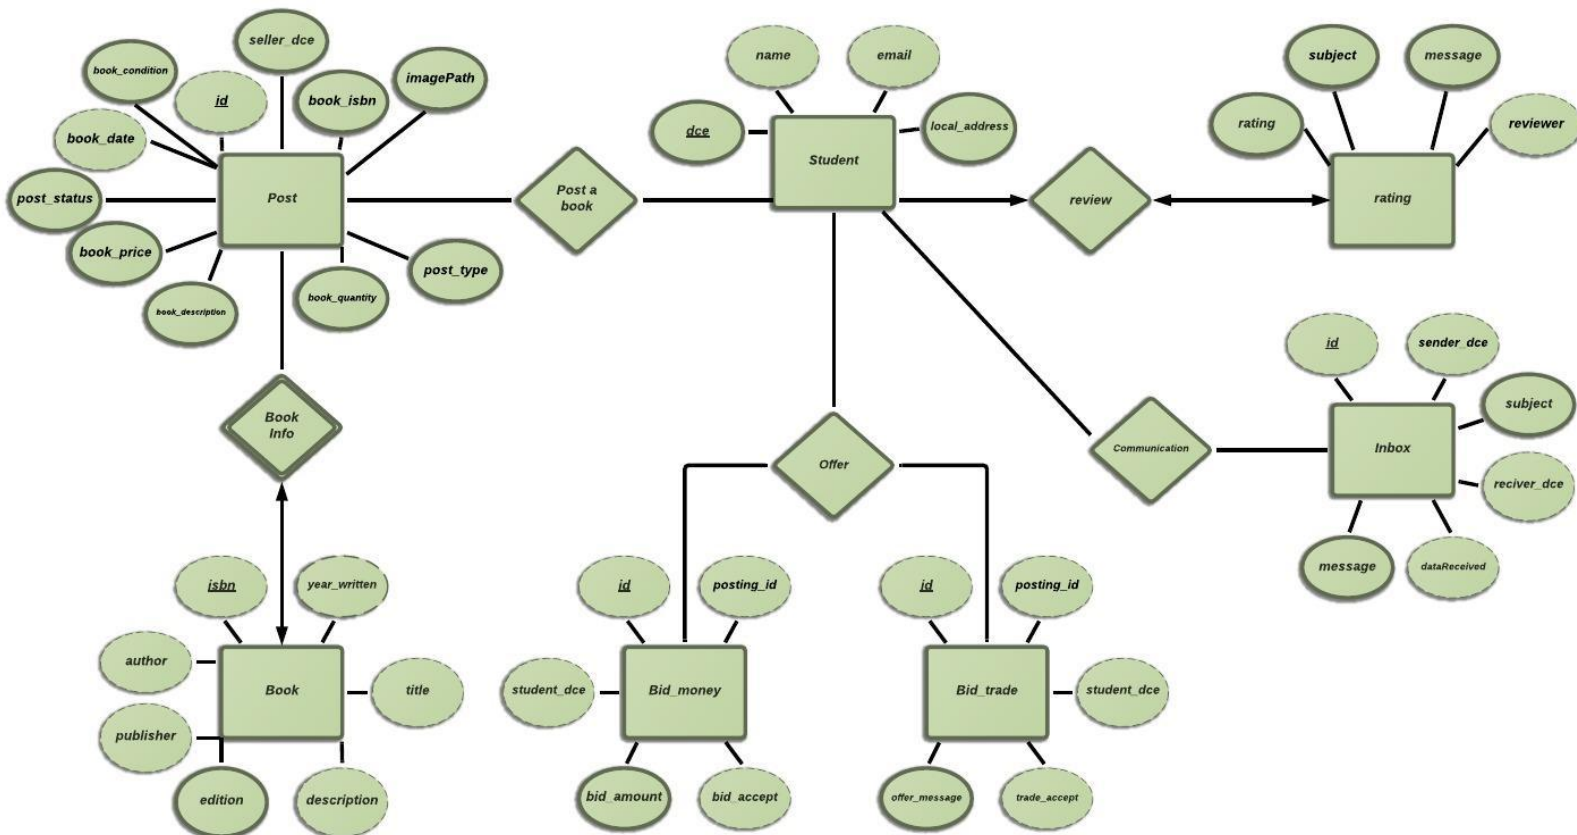 seller_dce
name
email
subject
message
book_condition
id
book_isbn
imagePath
book_date
dce
local_address
rating
reviewer
Student
post_status
Post
Post a
book
review
rating
book_price
post_type
book_description
book_quantity
id
sender_dce
subject
Book
Info
Offer
Communication
Inbox
reciver_dce
message
dataReceived
isbn
year_written
id
posting_id
id
posting_id
author
Book
title
student_dce
Bid_money
Bid_trade
student_dce
publisher
edition
description
bid_amount
bid_accept
offer_message
trade_accept